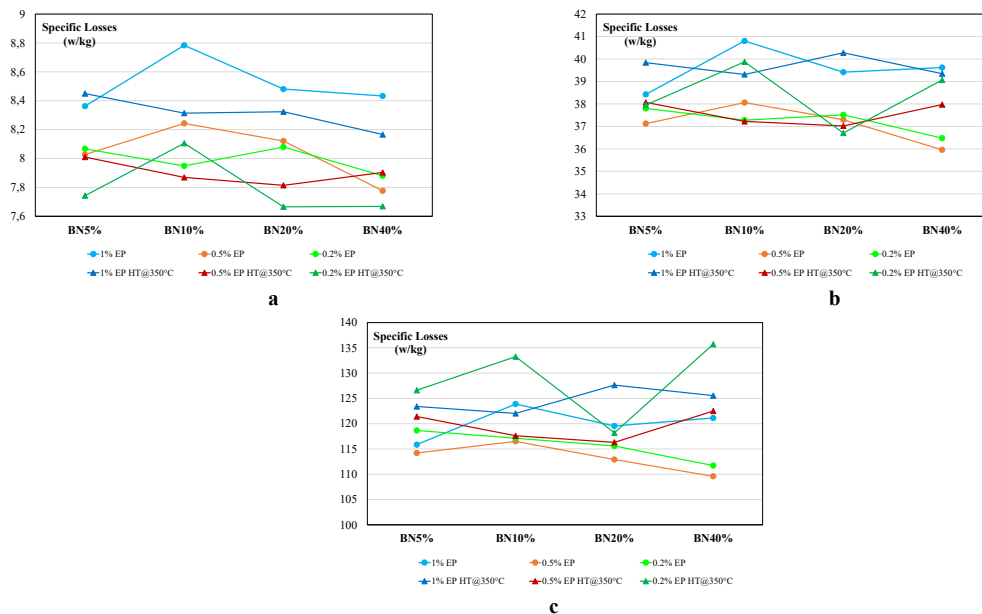 Specific Losses
(w/kg)
9
8,8
8,6
8,4
8,2
8
7,8
7,6
BN5% BN10% BN20% BN40%
1% EP 0.5% EP 0.2% EP
1% EP HT@350°C 0.5% EP HT@350°C 0.2% EP HT@350°C
a
Specific Losses
(w/kg)
42
41
40
39
38
37
36
35
34
33
BN5% BN10% BN20% BN40%
1% EP 0.5% EP 0.2% EP
1% EP HT@350°C 0.5% EP HT@350°C 0.2% EP HT@350°C
b
Specific Losses
(w/kg)
140
135
130
125
120
115
110
105
100
BN5% BN10% BN20% BN40%
1% EP 0.5% EP 0.2% EP
1% EP HT@350°C 0.5% EP HT@350°C 0.2% EP HT@350°C
c